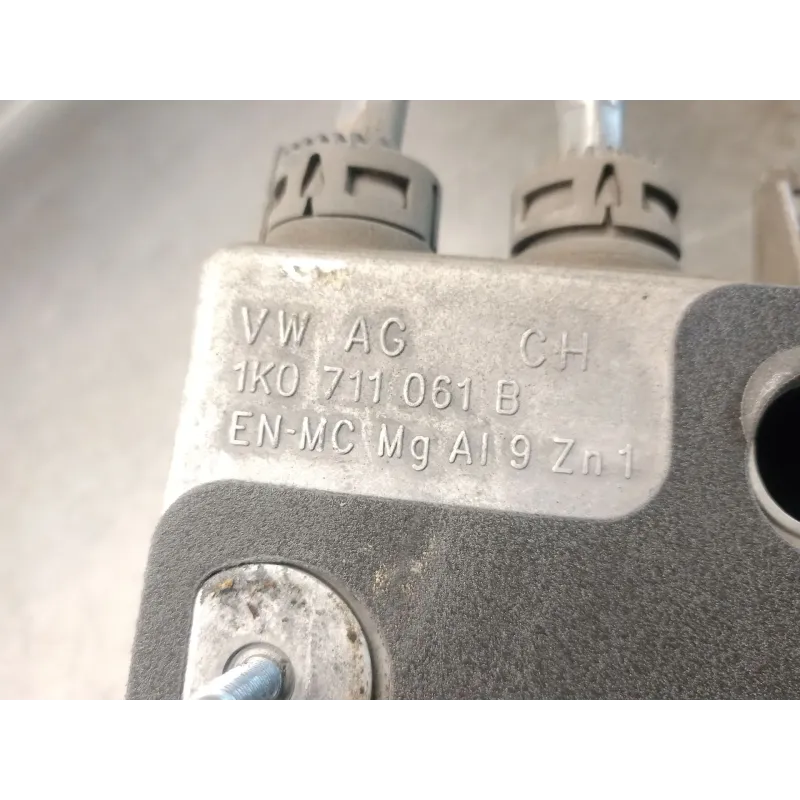 VW AG CH
1K0 711 061 B
EN-MC Mg Al 9 Zn 1